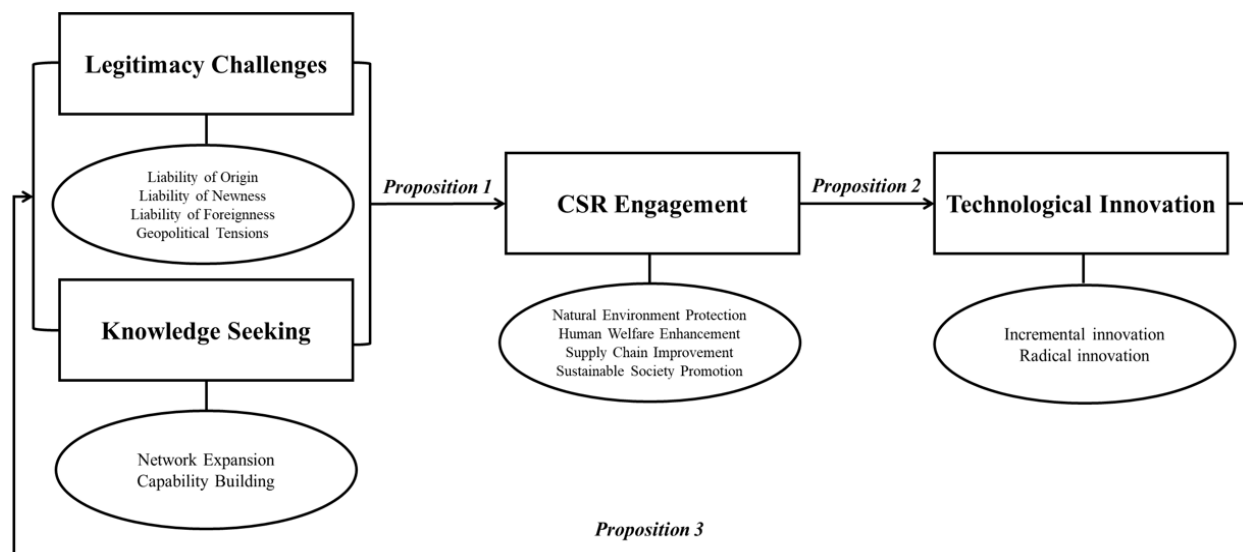 Legitimacy Challenges
Liability of Origin
Liability of Newness
Liability of Foreignness
Geopolitical Tensions
Knowledge Seeking
Network Expansion
Capability Building
Proposition 1
CSR Engagement
Natural Environment Protection
Human Welfare Enhancement
Supply Chain Improvement
Sustainable Society Promotion
Proposition 2
Technological Innovation
Incremental innovation
Radical innovation
Proposition 3